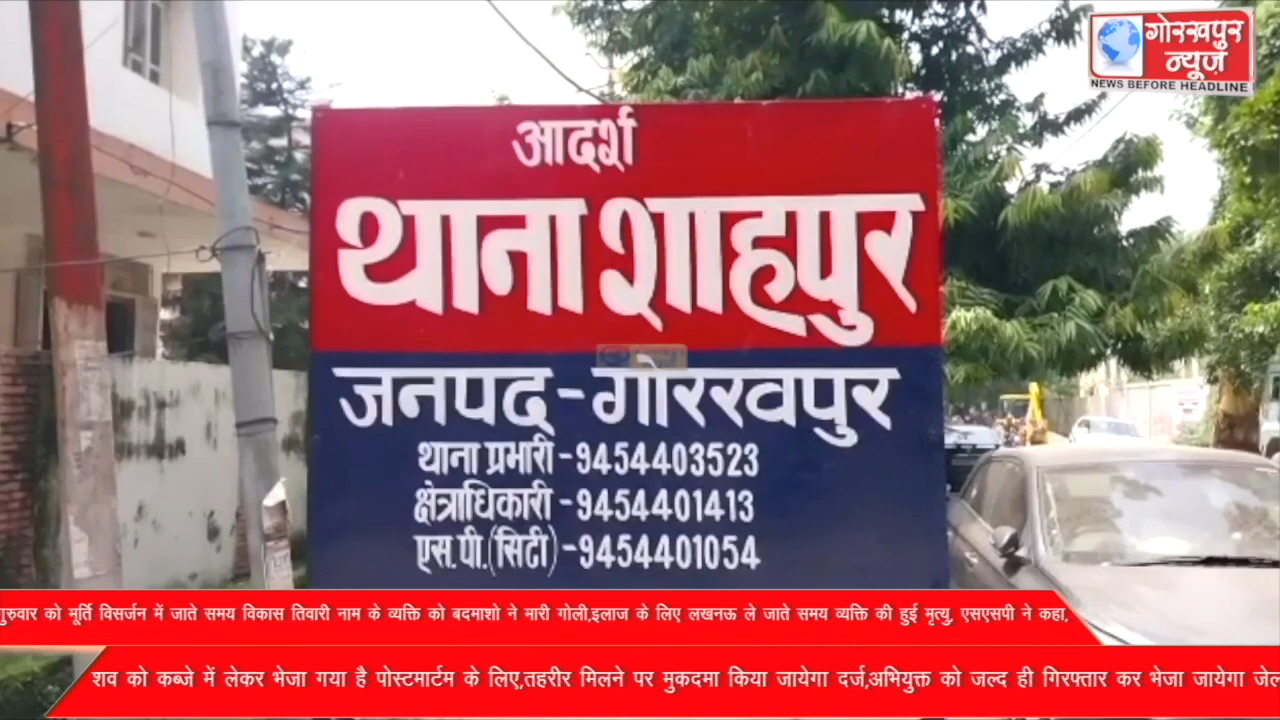 गोरखपुर
न्यूज़
NEWS BEFORE HEADLINE
आदर्श
थाना शाहपुर
जनपद - गोरखपुर
थाना प्रभारी - 9454403523
क्षेत्राधिकारी - 9454401413
एस.पी.(सिटी) - 9454401054
गुरुवार को मूर्ति विसर्जन में जाते समय विकास तिवारी नाम के व्यक्ति को बदमाशो ने मारी गोली,इलाज के लिए लखनऊ ले जाते समय व्यक्ति की हुई मृत्यु, एसएसपी ने कहा,
शव को कब्जे में लेकर भेजा गया है पोस्टमार्टम के लिए,तहरीर मिलने पर मुकदमा किया जायेगा दर्ज,अभियुक्त को जल्द ही गिरफ्तार कर भेजा जायेगा जेल